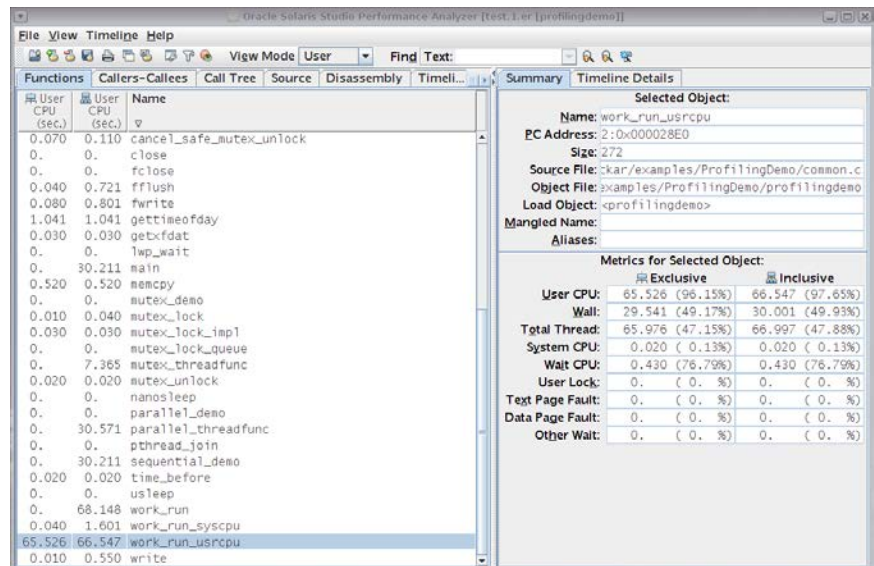 Oracle Solaris Studio Performance Analyzer [test.1.er [profilingdemo]]
File View Timeline Help
View Mode User Find Text:
Functions Callers-Callees Call Tree Source Disassembly Timeli...
User CPU (sec.) User CPU (sec.) Name
0.070 0.110 cancel_safe_mutex_unlock
0. 0. close
0. 0. fclose
0.040 0.721 fflush
0.080 0.801 fwrite
1.041 1.041 gettimeofday
0.030 0.030 getxfdat
0. 0. lwp_wait
0. 30.211 main
0.520 0.520 memcpy
0. 0. mutex_demo
0.010 0.040 mutex_lock
0.030 0.030 mutex_lock_impl
0. 0. mutex_lock_queue
0. 7.365 mutex_threadfunc
0.020 0.020 mutex_unlock
0. 0. nanosleep
0. 0. parallel_demo
0. 30.571 parallel_threadfunc
0. 0. pthread_join
0. 30.211 sequential_demo
0.020 0.020 time_before
0. 0. usleep
0. 68.148 work_run
0.040 1.601 work_run_syscpu
65.526 66.547 work_run_usrcpu
0.010 0.550 write
Summary Timeline Details
Selected Object:
Name: work_run_usrcpu
PC Address: 2:0x000028E0
Size: 272
Source File: :kar/examples/ProfilingDemo/common.c
Object File: examples/ProfilingDemo/profilingdemo
Load Object: <profilingdemo>
Mangled Name:
Aliases:
Metrics for Selected Object:
Exclusive Inclusive
User CPU: 65.526 (96.15%) 66.547 (97.65%)
Wall: 29.541 (49.17%) 30.001 (49.93%)
Total Thread: 65.976 (47.15%) 66.997 (47.88%)
System CPU: 0.020 ( 0.13%) 0.020 ( 0.13%)
Wait CPU: 0.430 (76.79%) 0.430 (76.79%)
User Lock: 0. ( 0. %) 0. ( 0. %)
Text Page Fault: 0. ( 0. %) 0. ( 0. %)
Data Page Fault: 0. ( 0. %) 0. ( 0. %)
Other Wait: 0. ( 0. %) 0. ( 0. %)